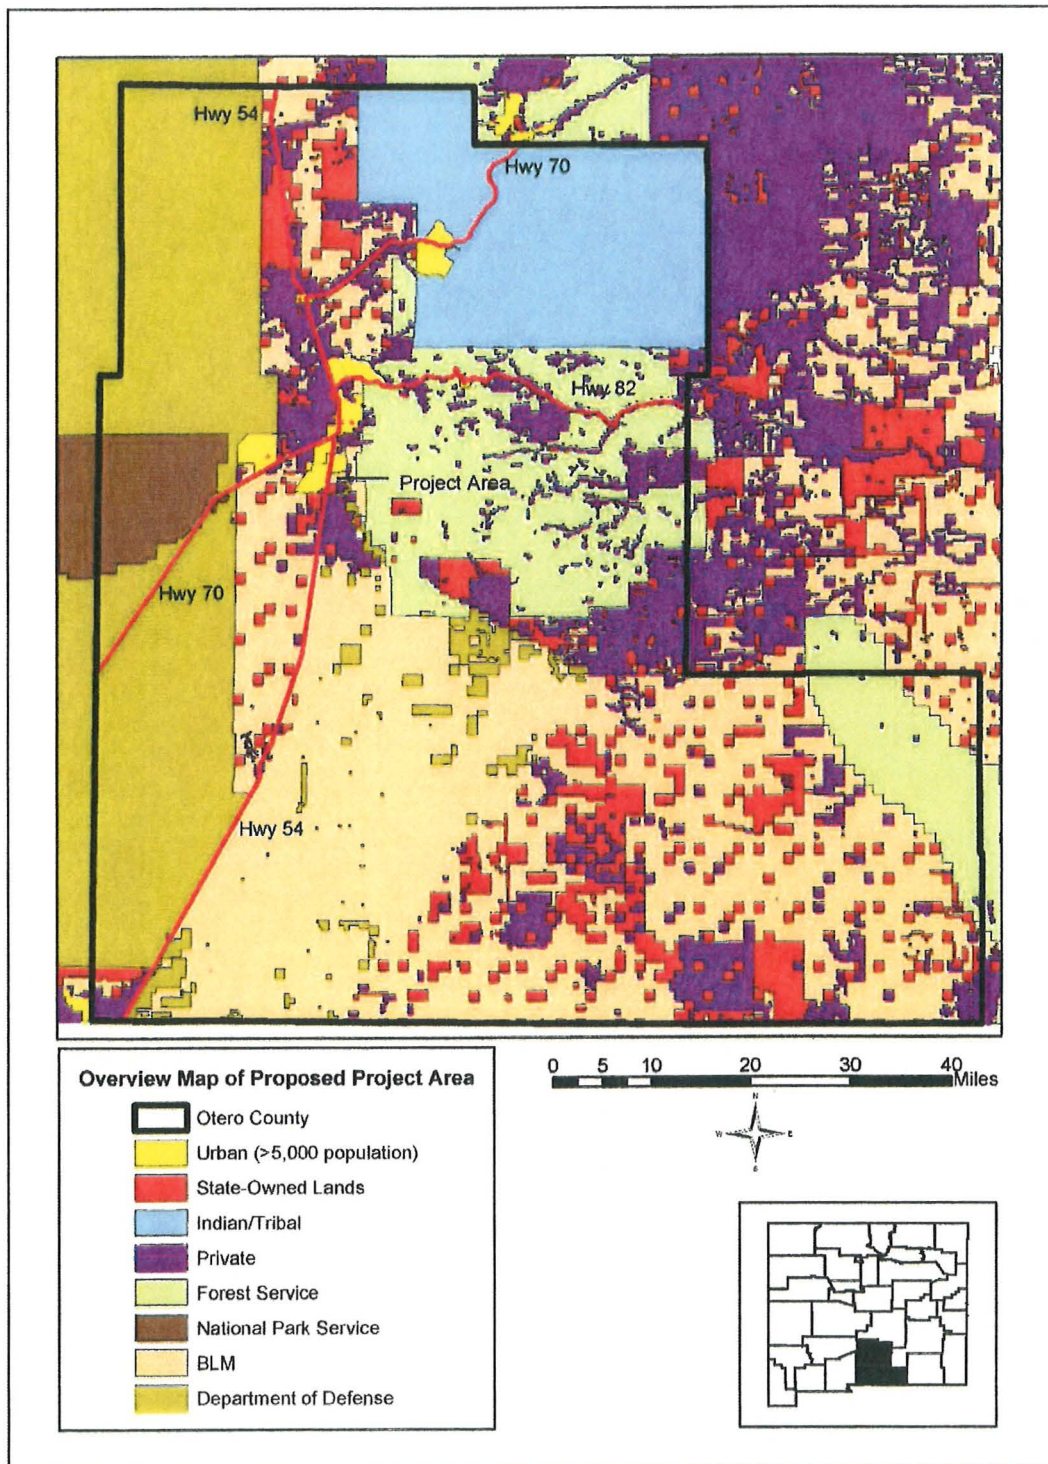 Hwy 54
Hwy 70
Hwy 82
Project Area
Hwy 70
Hwy 54
Overview Map of Proposed Project Area
Otero County
Urban (>5,000 population)
State-Owned Lands
Indian/Tribal
Private
Forest Service
National Park Service
BLM
Department of Defense
0 5 10 20 30 40
Miles
N
W E
S